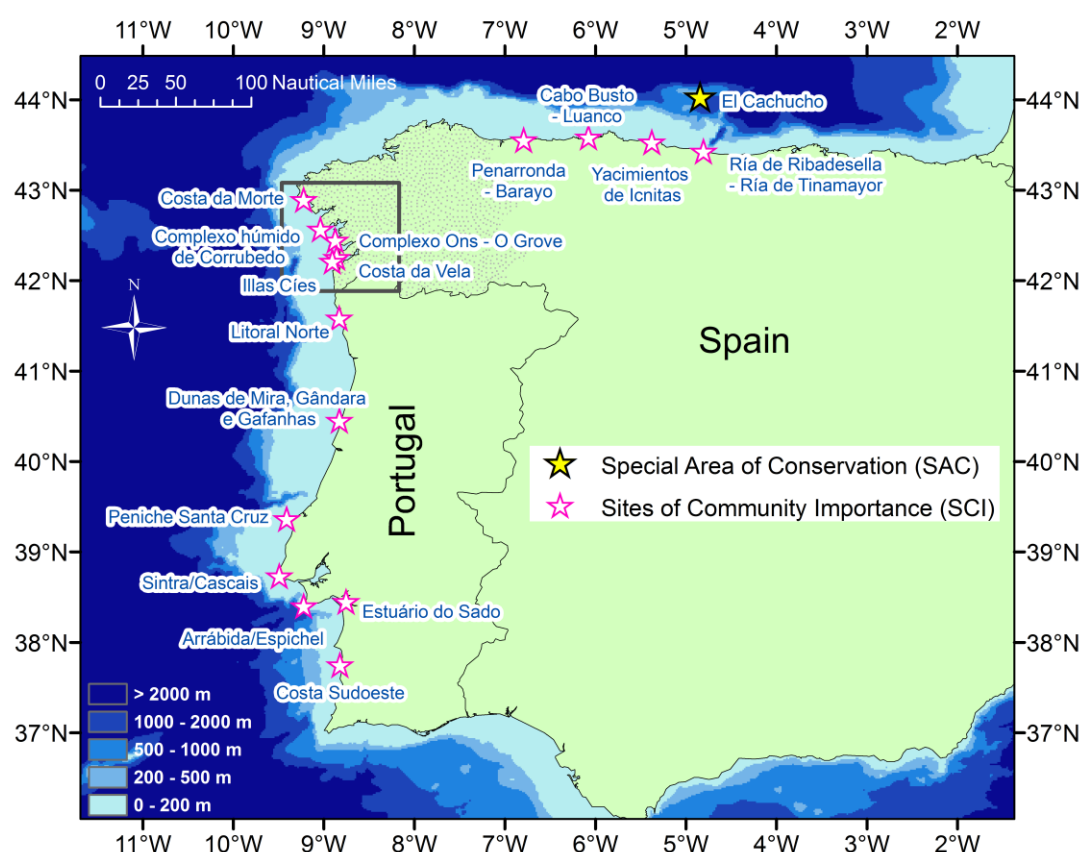 11°W 10°W 9°W 8°W 7°W 6°W 5°W 4°W 3°W 2°W
0 25 50 100 Nautical Miles
44°N 44°N
Cabo Busto
- Luanco
El Cachucho
Penarronda
- Barayo
Yacimientos
de Icnitas
Ría de Ribadesella
- Ría de Tinamayor
43°N 43°N
Costa da Morte
Complexo húmido
de Corrubedo
Complexo Ons - O Grove
Costa da Vela
42°N 42°N
Illas Cíes
N
Litoral Norte
Spain
41°N 41°N
Dunas de Mira, Gândara
e Gafanhas
Portugal
40°N 40°N
Special Area of Conservation (SAC)
Sites of Community Importance (SCI)
Peniche Santa Cruz
39°N 39°N
Sintra/Cascais
Estuário do Sado
Arrábida/Espichel
38°N 38°N
Costa Sudoeste
37°N 37°N
> 2000 m
1000 - 2000 m
500 - 1000 m
200 - 500 m
0 - 200 m
11°W 10°W 9°W 8°W 7°W 6°W 5°W 4°W 3°W 2°W